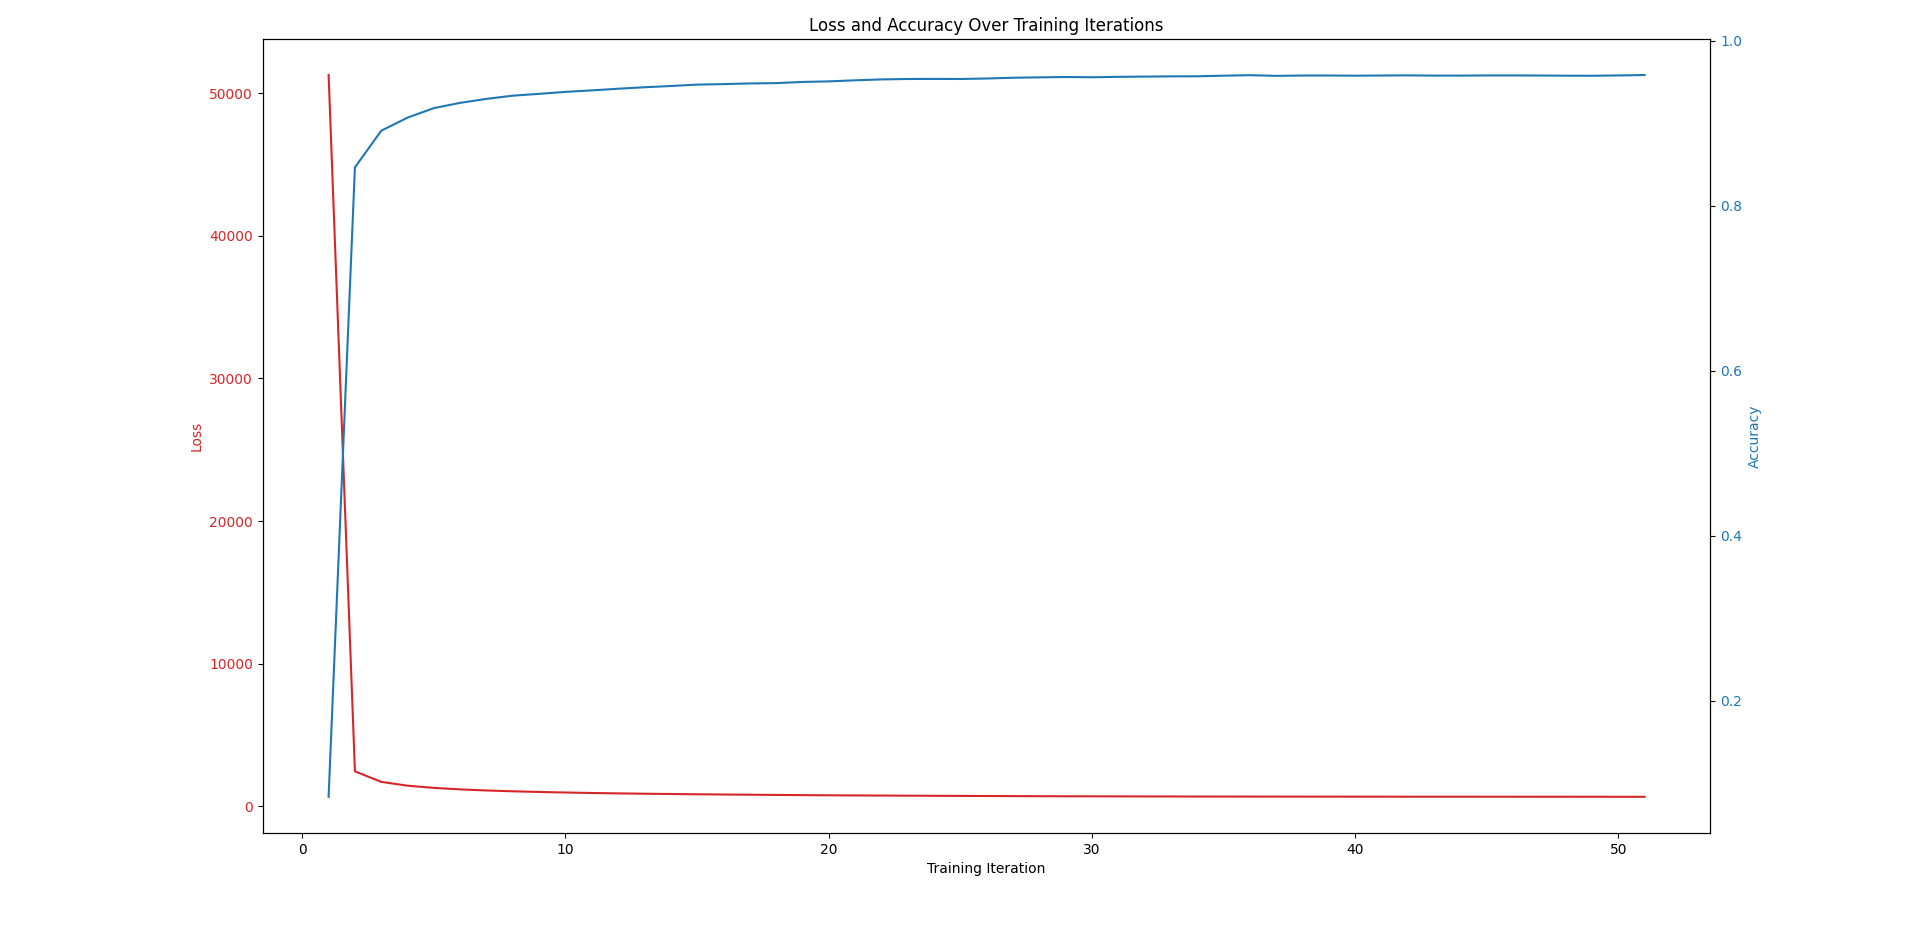 Loss and Accuracy Over Training Iterations
50000
40000
30000
20000
10000
0
Loss
1.0
0.8
0.6
0.4
0.2
Accuracy
0 10 20 30 40 50
Training Iteration